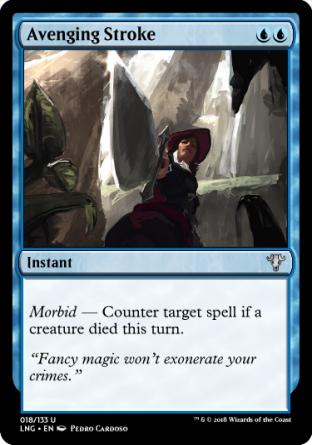 Avenging Stroke
Instant
Morbid — Counter target spell if a
creature died this turn.
“Fancy magic won’t exonerate your
crimes.”
018/133 U
LNG • EN PEDRO CARDOSO
™ & © 2018 Wizards of the Coast